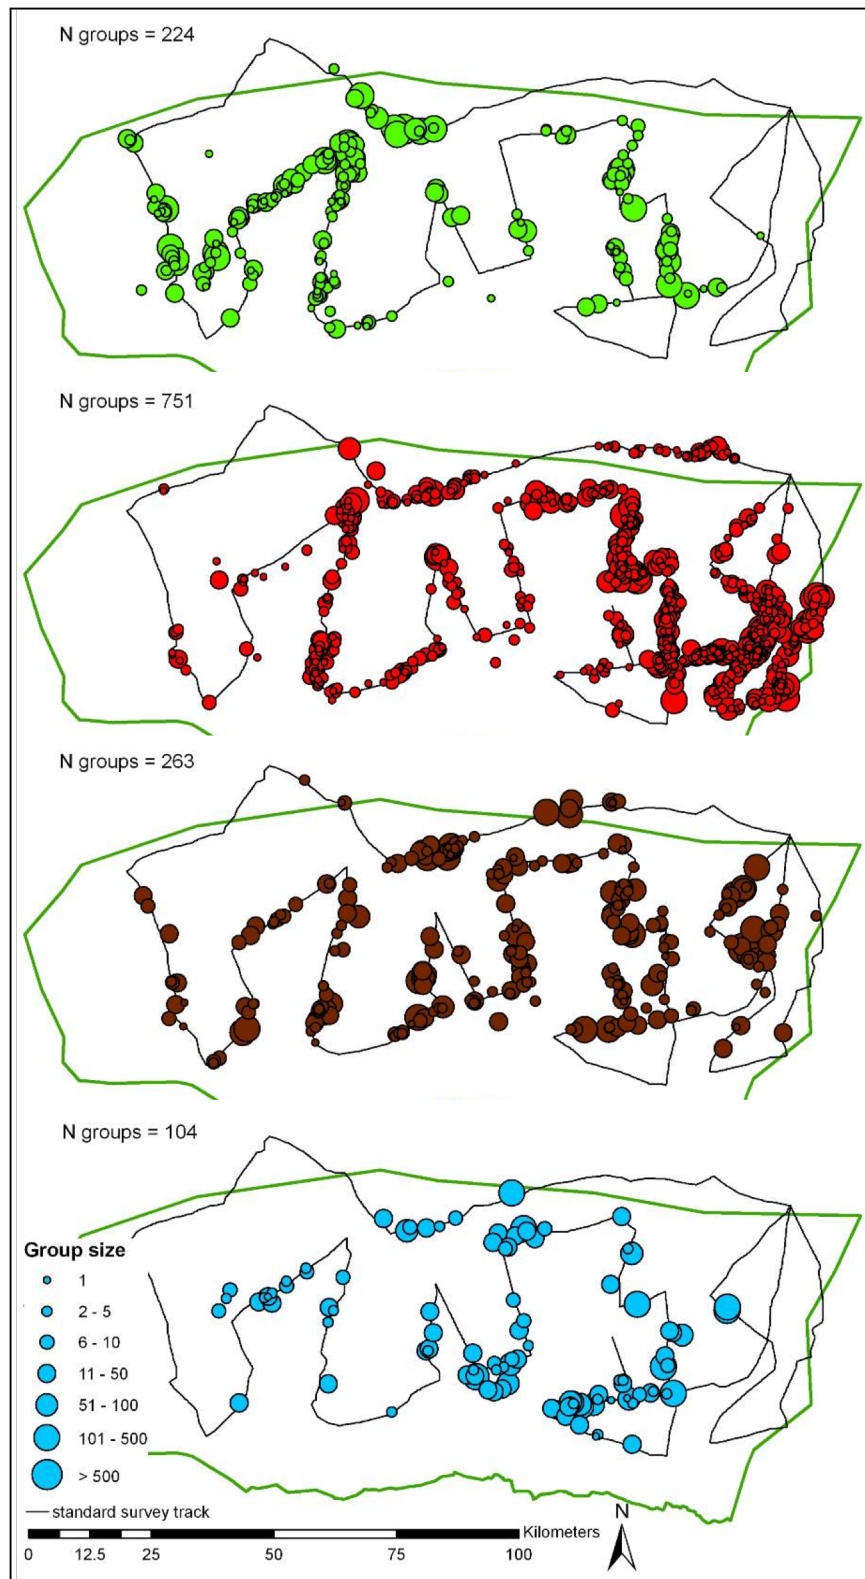 N groups = 224
N groups = 751
N groups = 263
N groups = 104
Group size
1
2 - 5
6 - 10
11 - 50
51 - 100
101 - 500
> 500
standard survey track
N
Kilometers
0 12.5 25 50 75 100